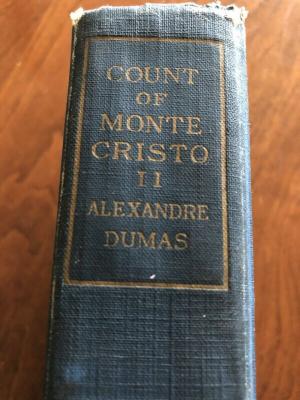 COUNT
OF
MONTE
CRISTO
II
ALEXANDRE
DUMAS